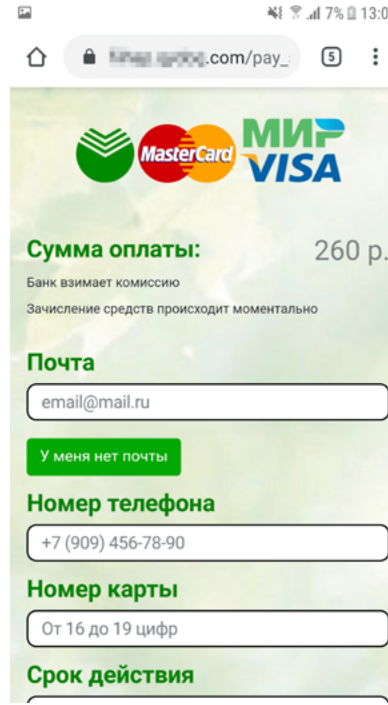 7% 13:0
.com/pay_ 5
MasterCard МИР VISA
Сумма оплаты: 260 р.
Банк взимает комиссию
Зачисление средств происходит моментально
Почта
email@mail.ru
У меня нет почты
Номер телефона
+7 (909) 456-78-90
Номер карты
От 16 до 19 цифр
Срок действия